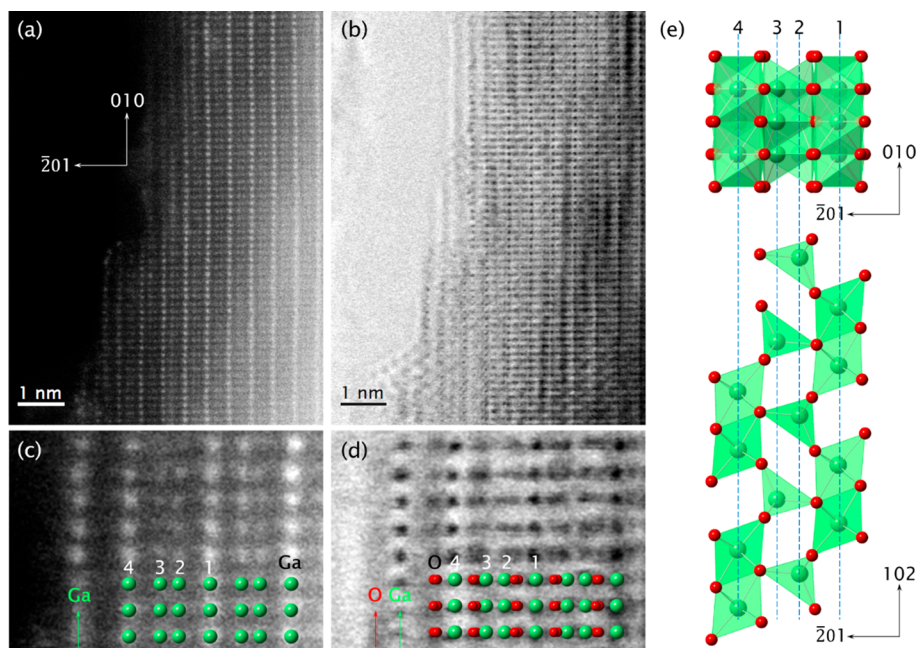 (a)
010
2̄01
1 nm
(b)
1 nm
(c)
4 3 2 1 Ga
Ga
(d)
O 4 3 2 1
O Ga
(e)
4 3 2 1
010
2̄01
102
2̄01